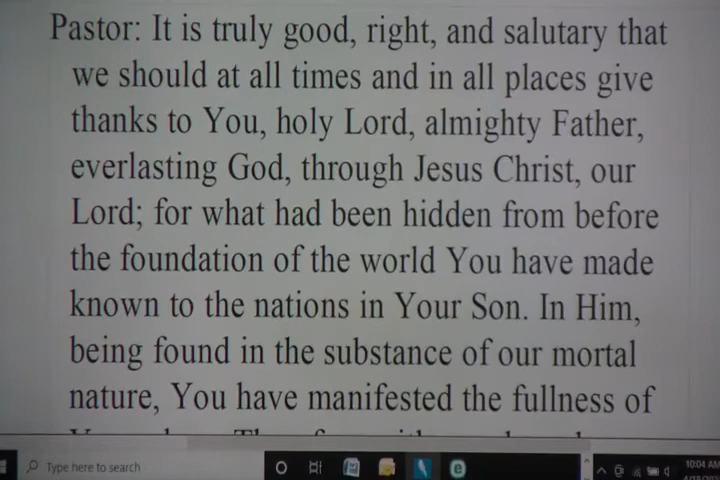 Pastor: It is truly good, right, and salutary that
we should at all times and in all places give
thanks to You, holy Lord, almighty Father,
everlasting God, through Jesus Christ, our
Lord; for what had been hidden from before
the foundation of the world You have made
known to the nations in Your Son. In Him,
being found in the substance of our mortal
nature, You have manifested the fullness of
Type here to search
10:04 AM